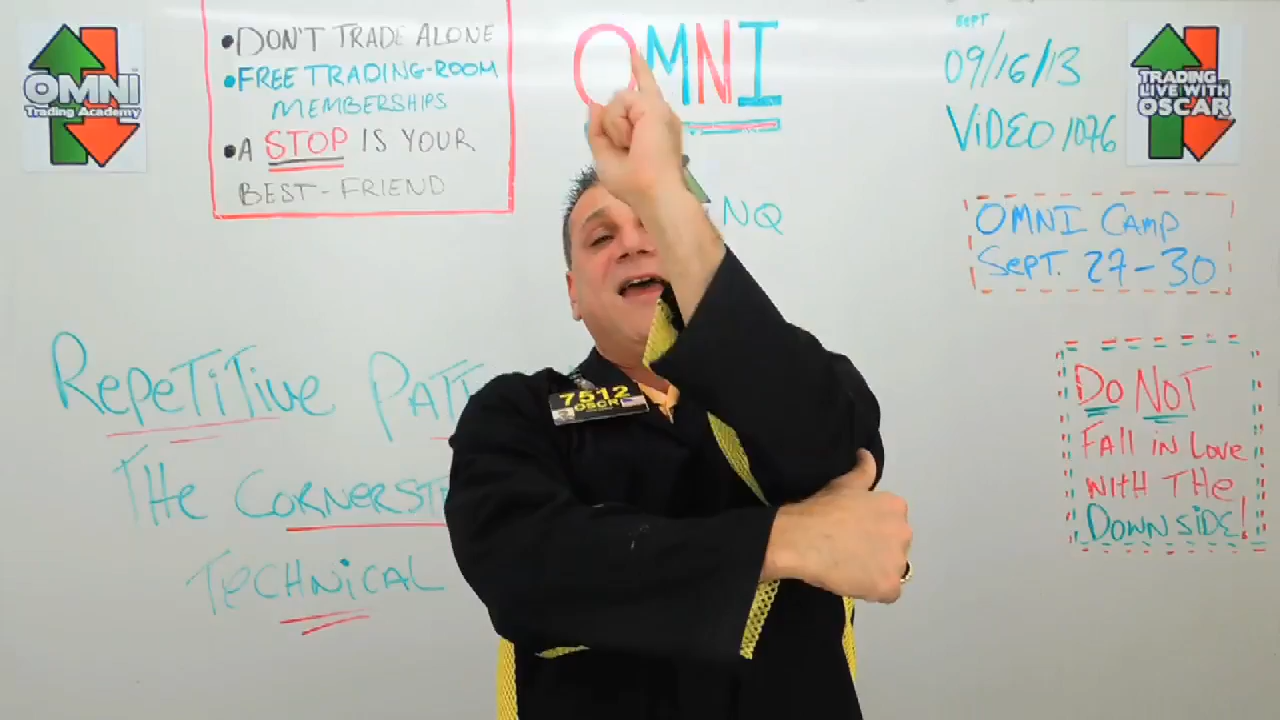 OMNI
Trading Academy
•DON'T TRADE ALONE
•FREE TRADING-ROOM
MEMBERSHIPS
•A STOP IS YOUR
BEST-FRIEND
OMNI
NQ
SEPT
09/16/13
VIDEO 1076
TRADING
LIVE WITH
OSCAR
OMNI CAMP
SEPT. 27-30
REPETITIVE PATT
THE CORNERST
TECHNICAL
7512
OSCR
DO NOT
FALL IN LOVE
WITH THE
DOWNSIDE!